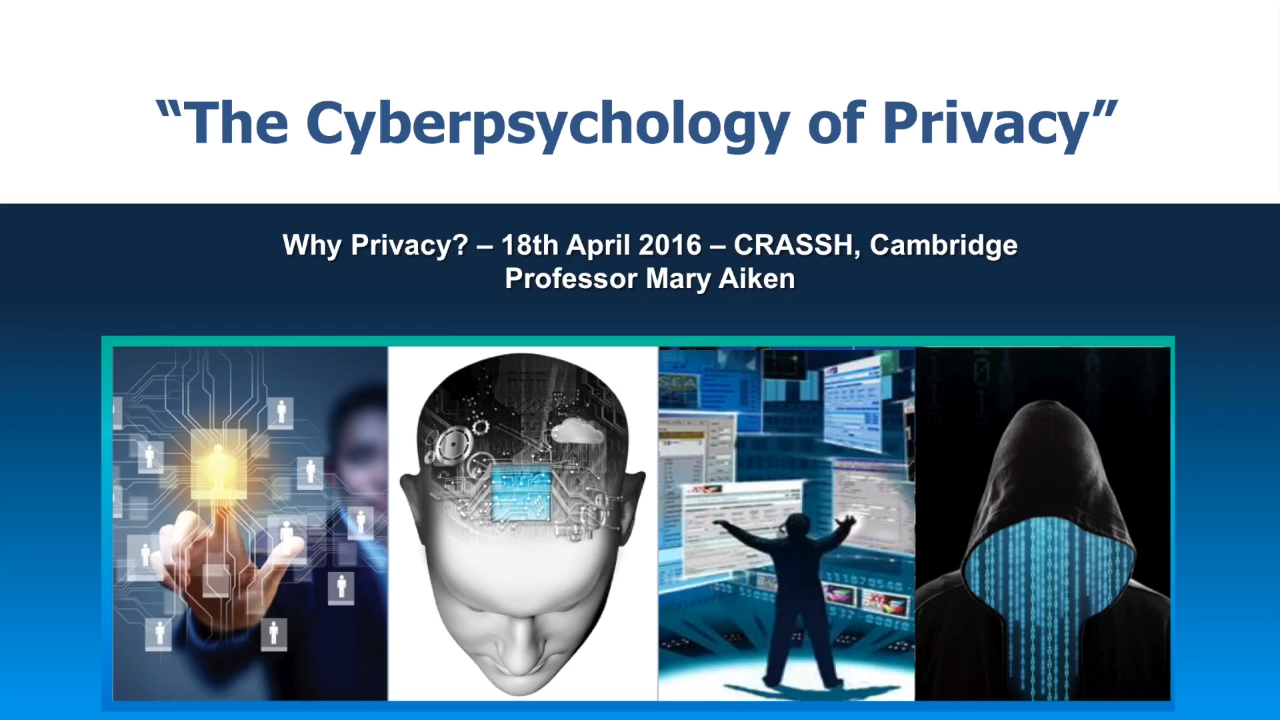 “The Cyberpsychology of Privacy”
Why Privacy? – 18th April 2016 – CRASSH, Cambridge
Professor Mary Aiken